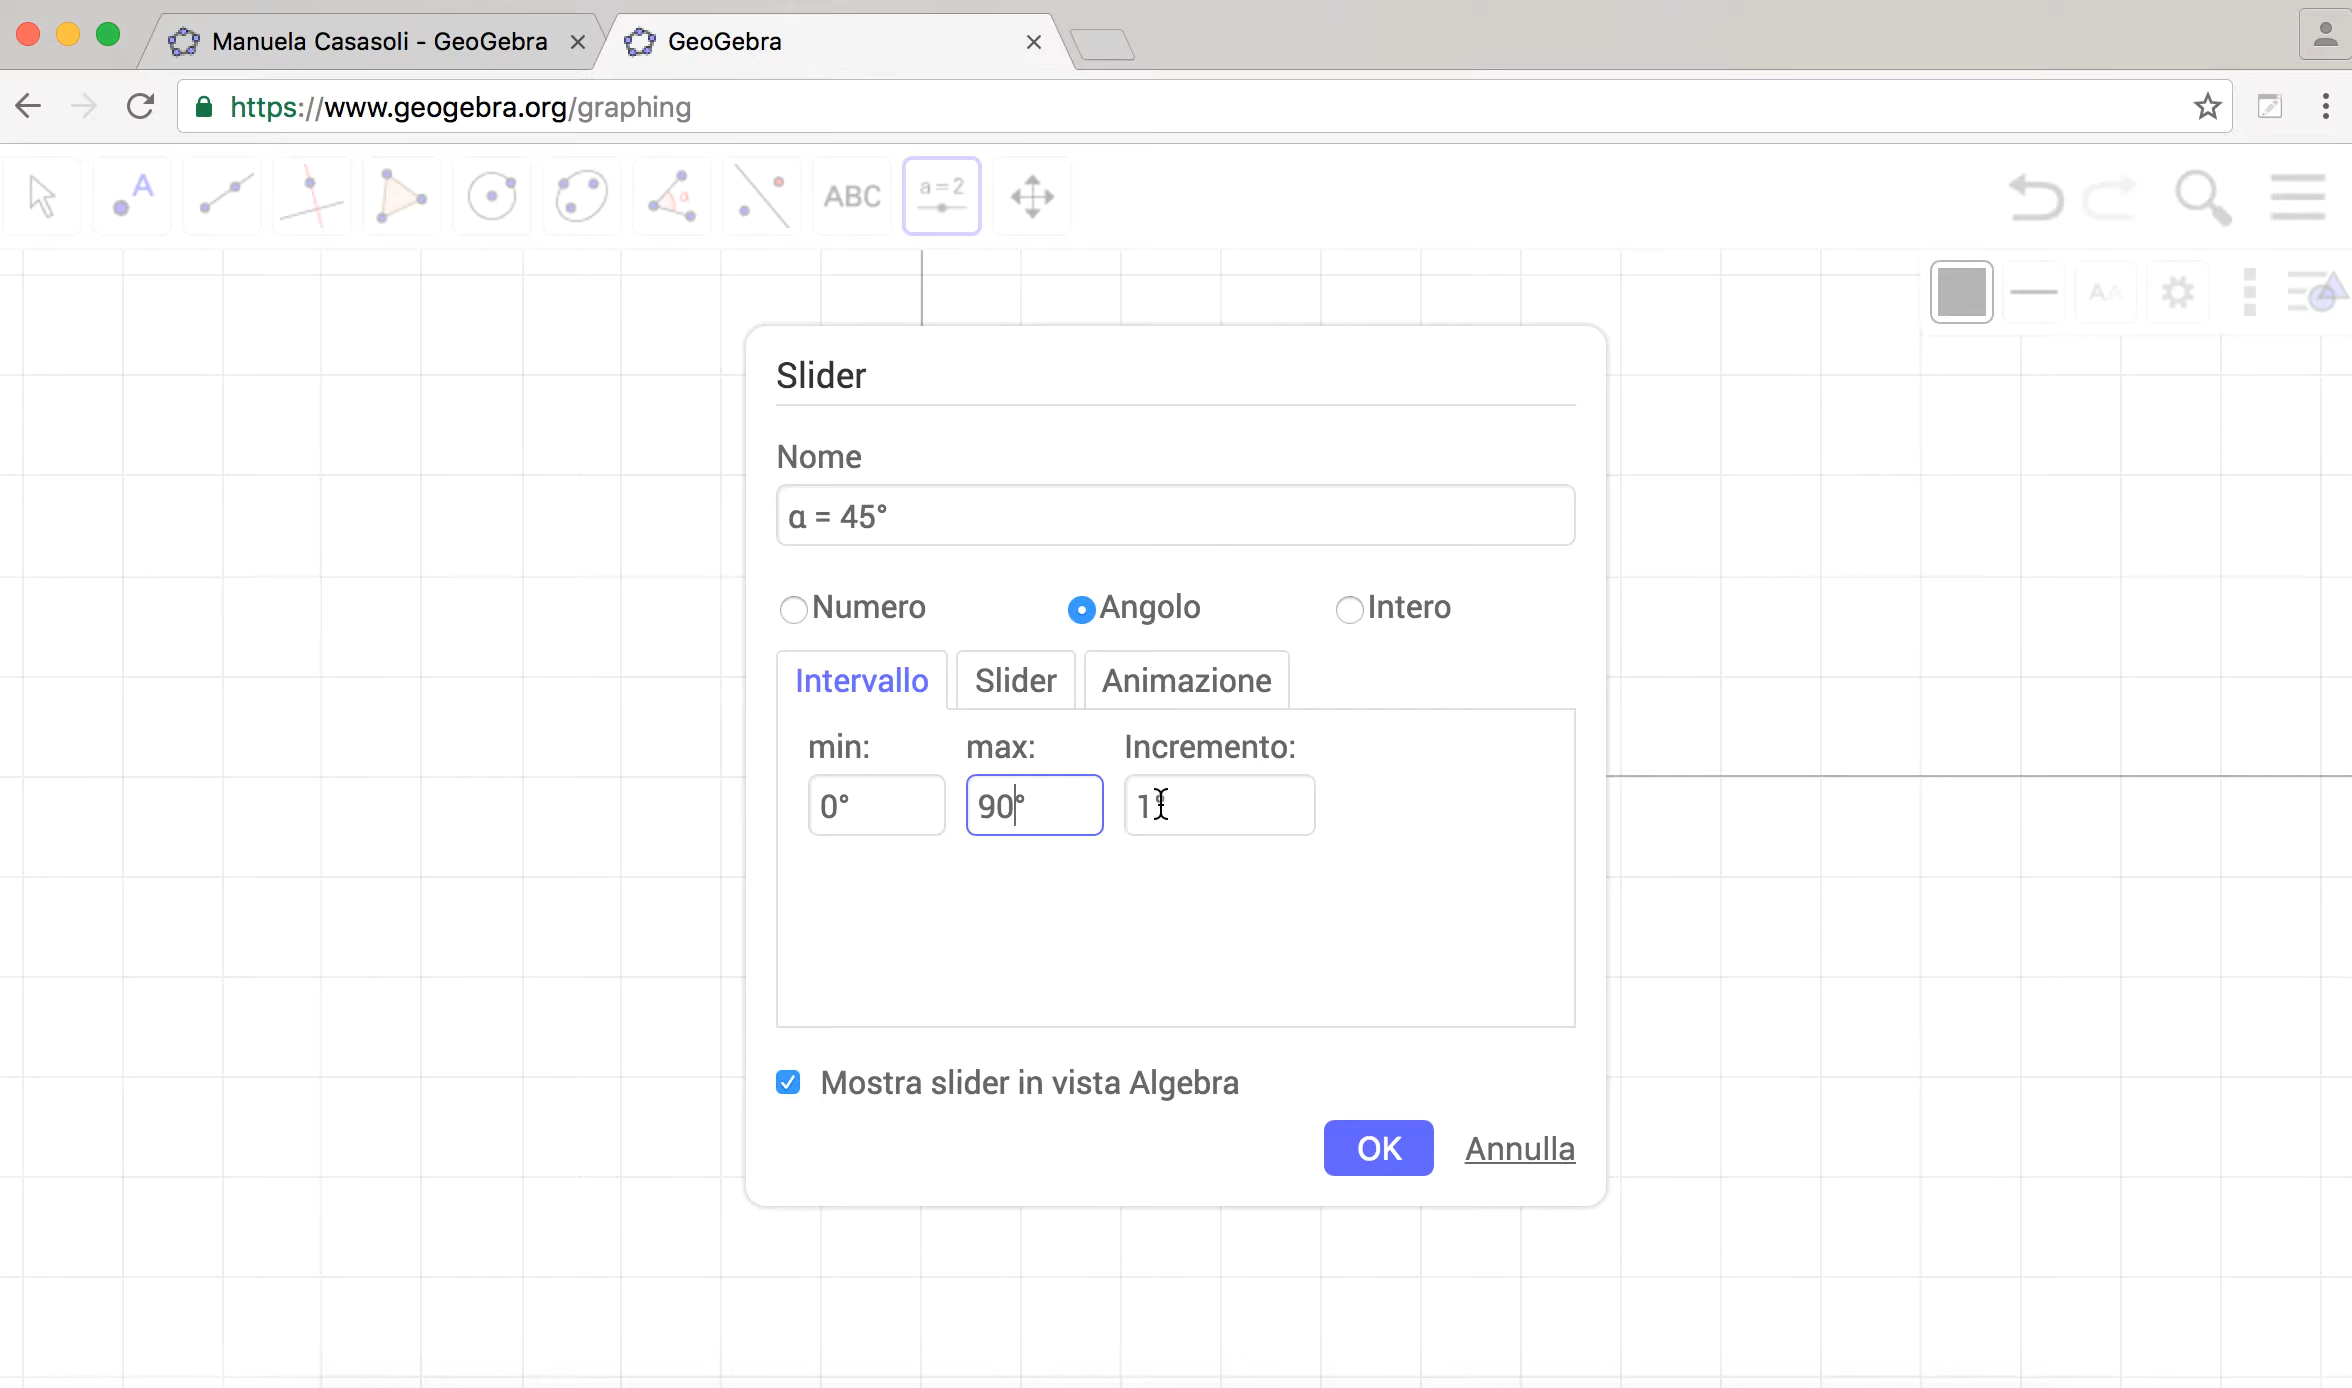 Manuela Casasoli - GeoGebra
GeoGebra
https://www.geogebra.org/graphing
A
α
ABC
a=2
AA
Slider
Nome
α = 45°
Numero
Angolo
Intero
Intervallo
Slider
Animazione
min:
max:
Incremento:
0°
90°
1°
Mostra slider in vista Algebra
OK
Annulla